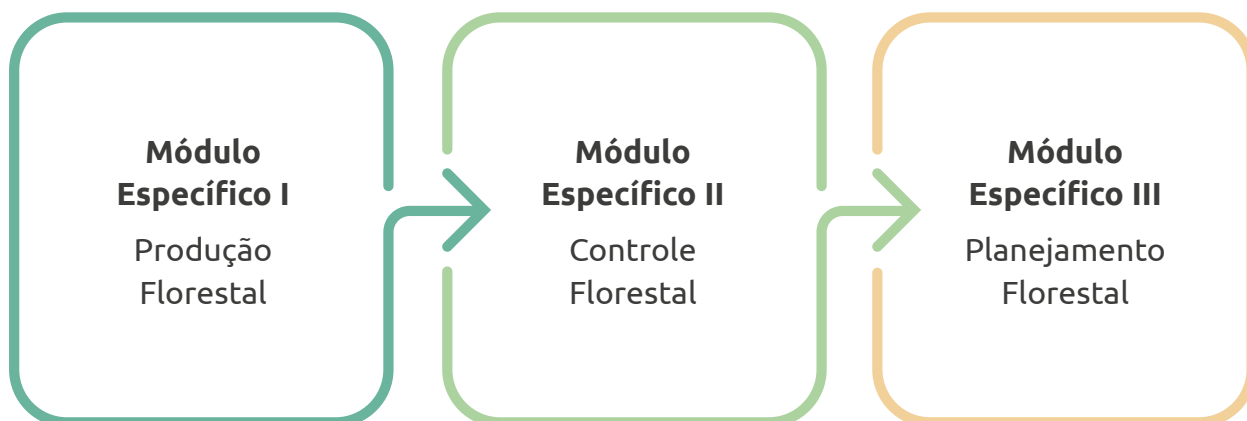 Módulo
Específico I
Produção
Florestal
Módulo
Específico II
Controle
Florestal
Módulo
Específico III
Planejamento
Florestal